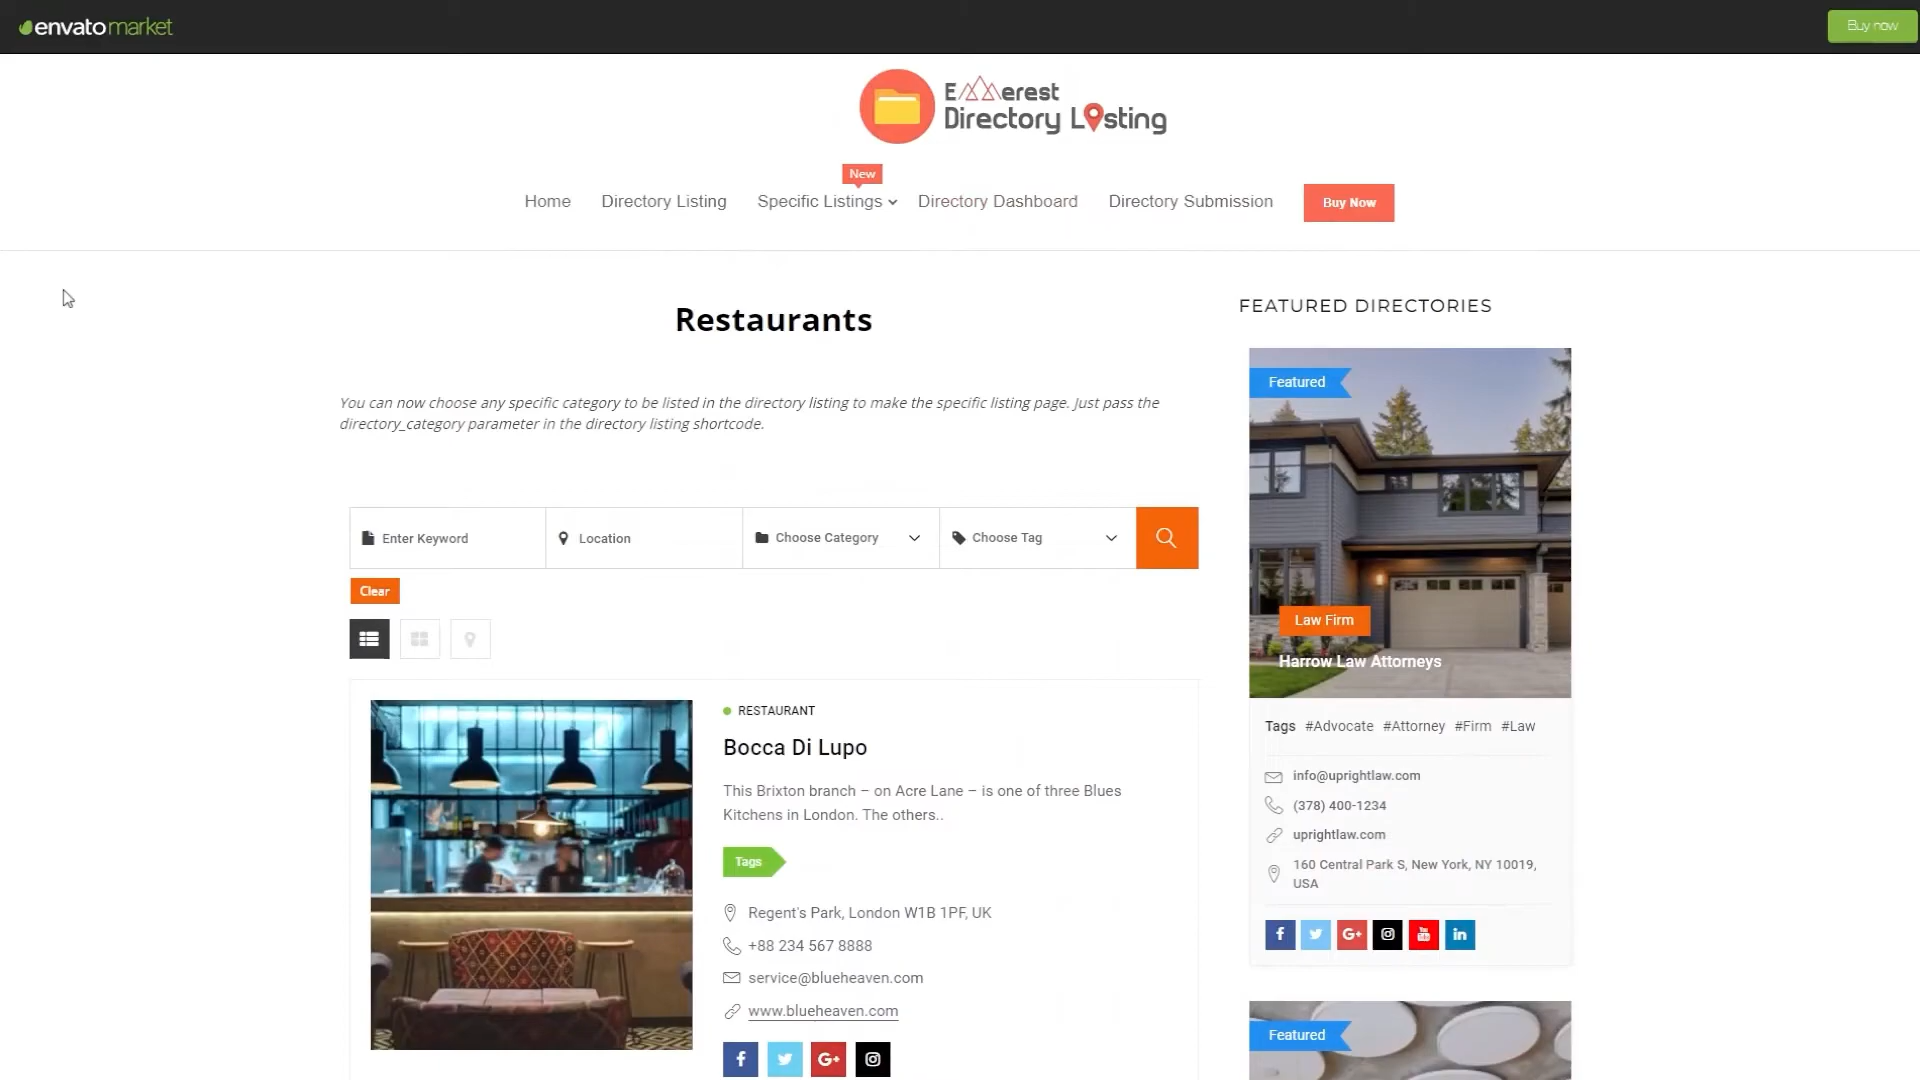 envato market
Buy now
Everest
Directory Listing
New
Home
Directory Listing
Specific Listings
Directory Dashboard
Directory Submission
Buy Now
Restaurants
You can now choose any specific category to be listed in the directory listing to make the specific listing page. Just pass the
directory_category parameter in the directory listing shortcode.
Enter Keyword
Location
Choose Category
Choose Tag
Clear
RESTAURANT
Bocca Di Lupo
This Brixton branch – on Acre Lane – is one of three Blues
Kitchens in London. The others..
Tags
Regent's Park, London W1B 1PF, UK
+88 234 567 8888
service@blueheaven.com
www.blueheaven.com
FEATURED DIRECTORIES
Featured
Law Firm
Harrow Law Attorneys
Tags #Advocate #Attorney #Firm #Law
info@uprightlaw.com
(378) 400-1234
uprightlaw.com
160 Central Park S, New York, NY 10019,
USA
Featured